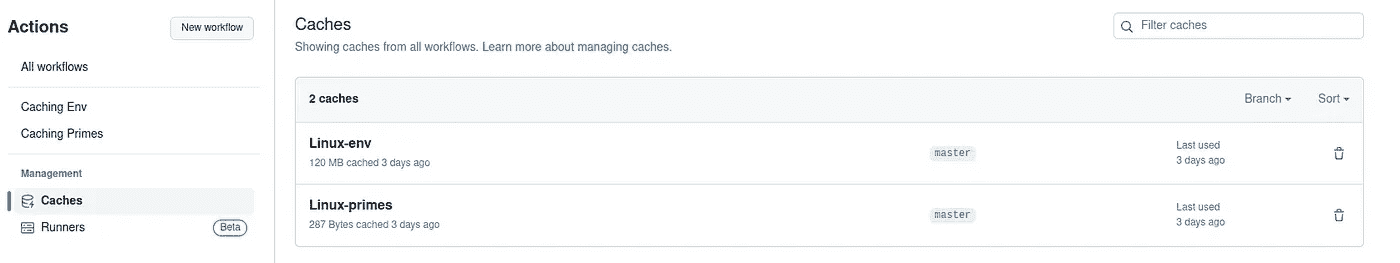 Actions
New workflow
All workflows
Caching Env
Caching Primes
Management
Caches
Runners
Beta
Caches
Showing caches from all workflows. Learn more about managing caches.
Filter caches
2 caches
Branch
Sort
Linux-env
120 MB cached 3 days ago
master
Last used
3 days ago
Linux-primes
287 Bytes cached 3 days ago
master
Last used
3 days ago